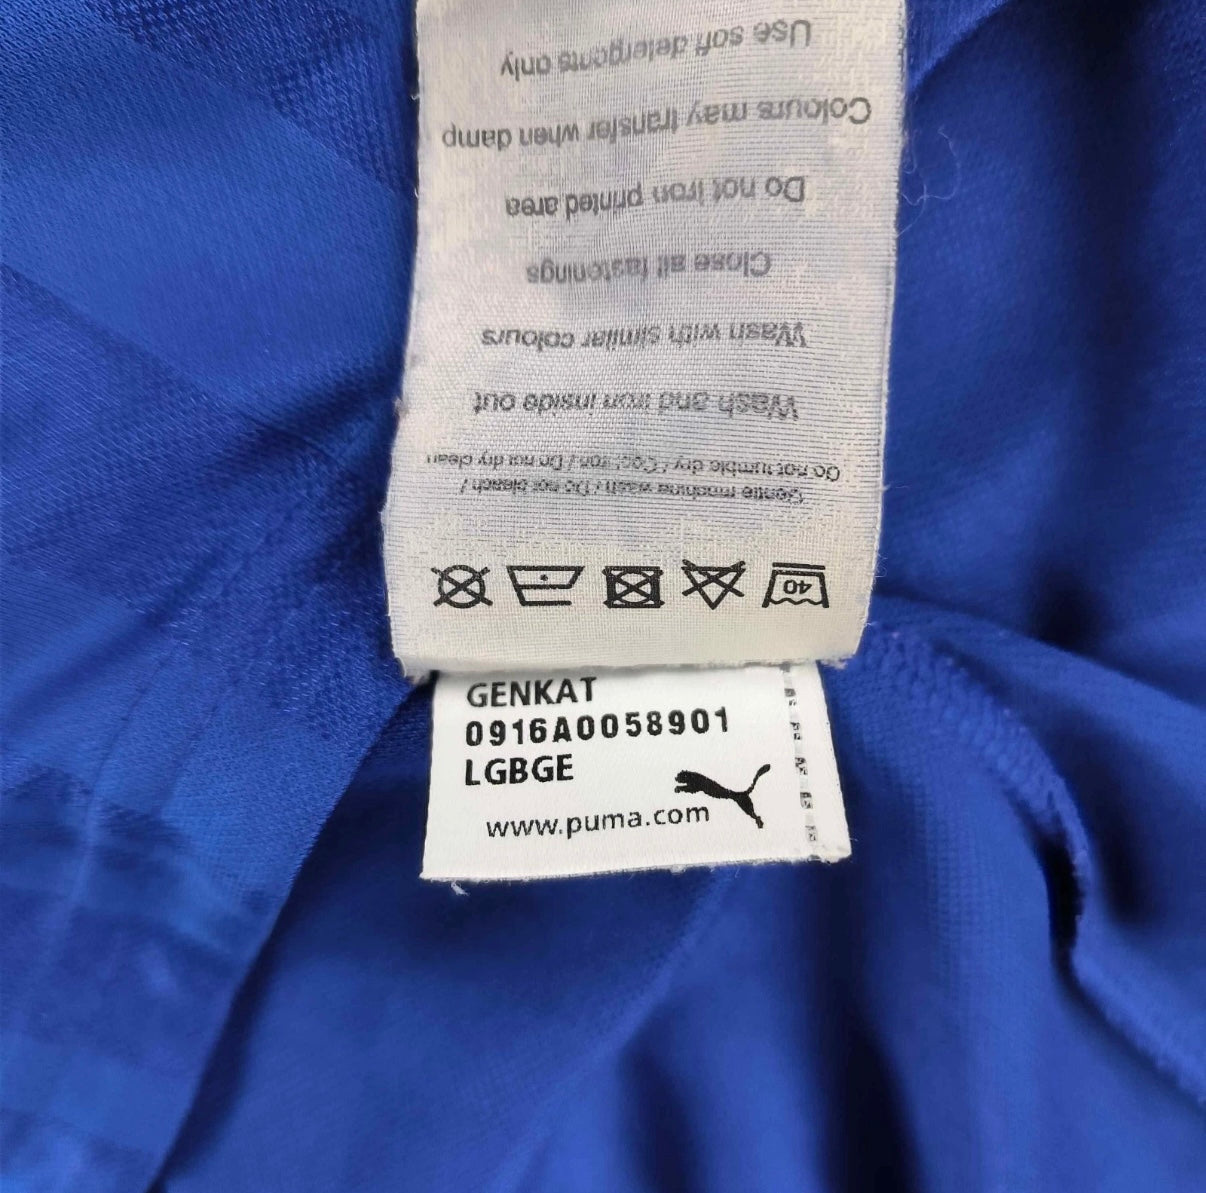 40
Gentle machine wash / Do not bleach /
Do not tumble dry / Cool iron / Do not dry clean
Wash and iron inside out
Wash with similar colours
Close all fastenings
Do not iron printed area
Colours may transfer when damp
Use soft detergents only
GENKAT
0916A0058901
LGBGE
www.puma.com